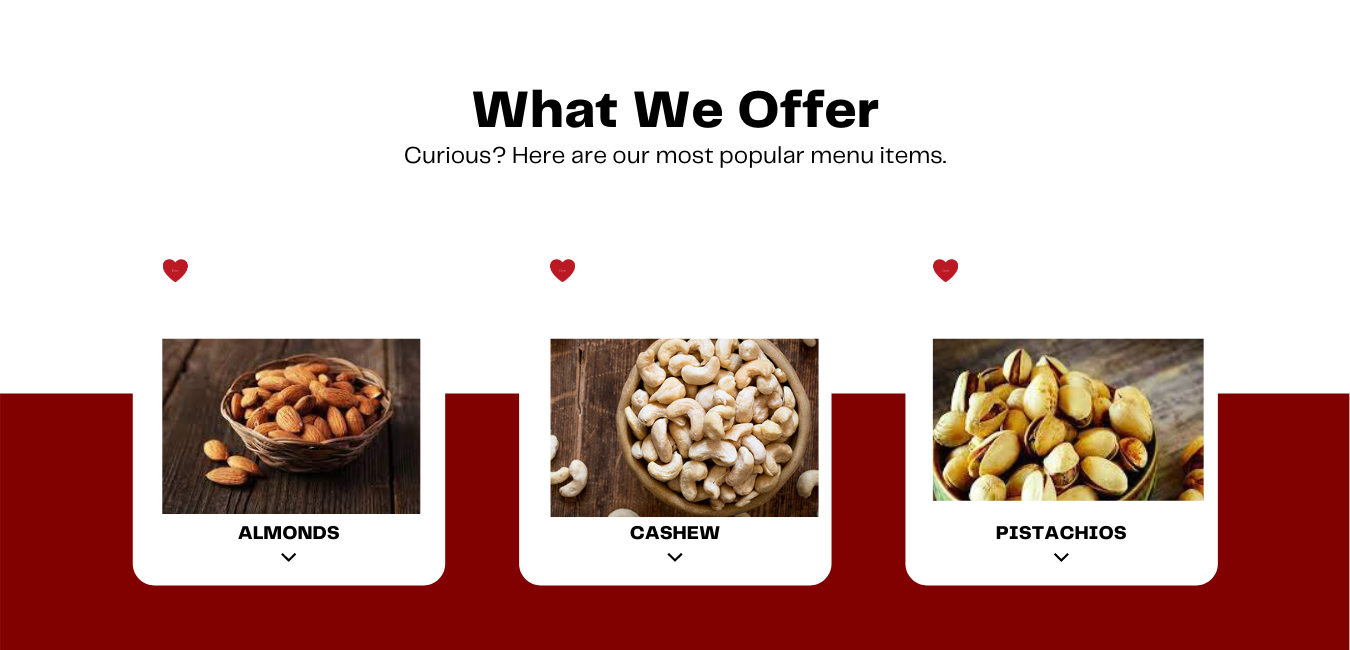 What We Offer
Curious? Here are our most popular menu items.
ALMONDS
CASHEW
PISTACHIOS